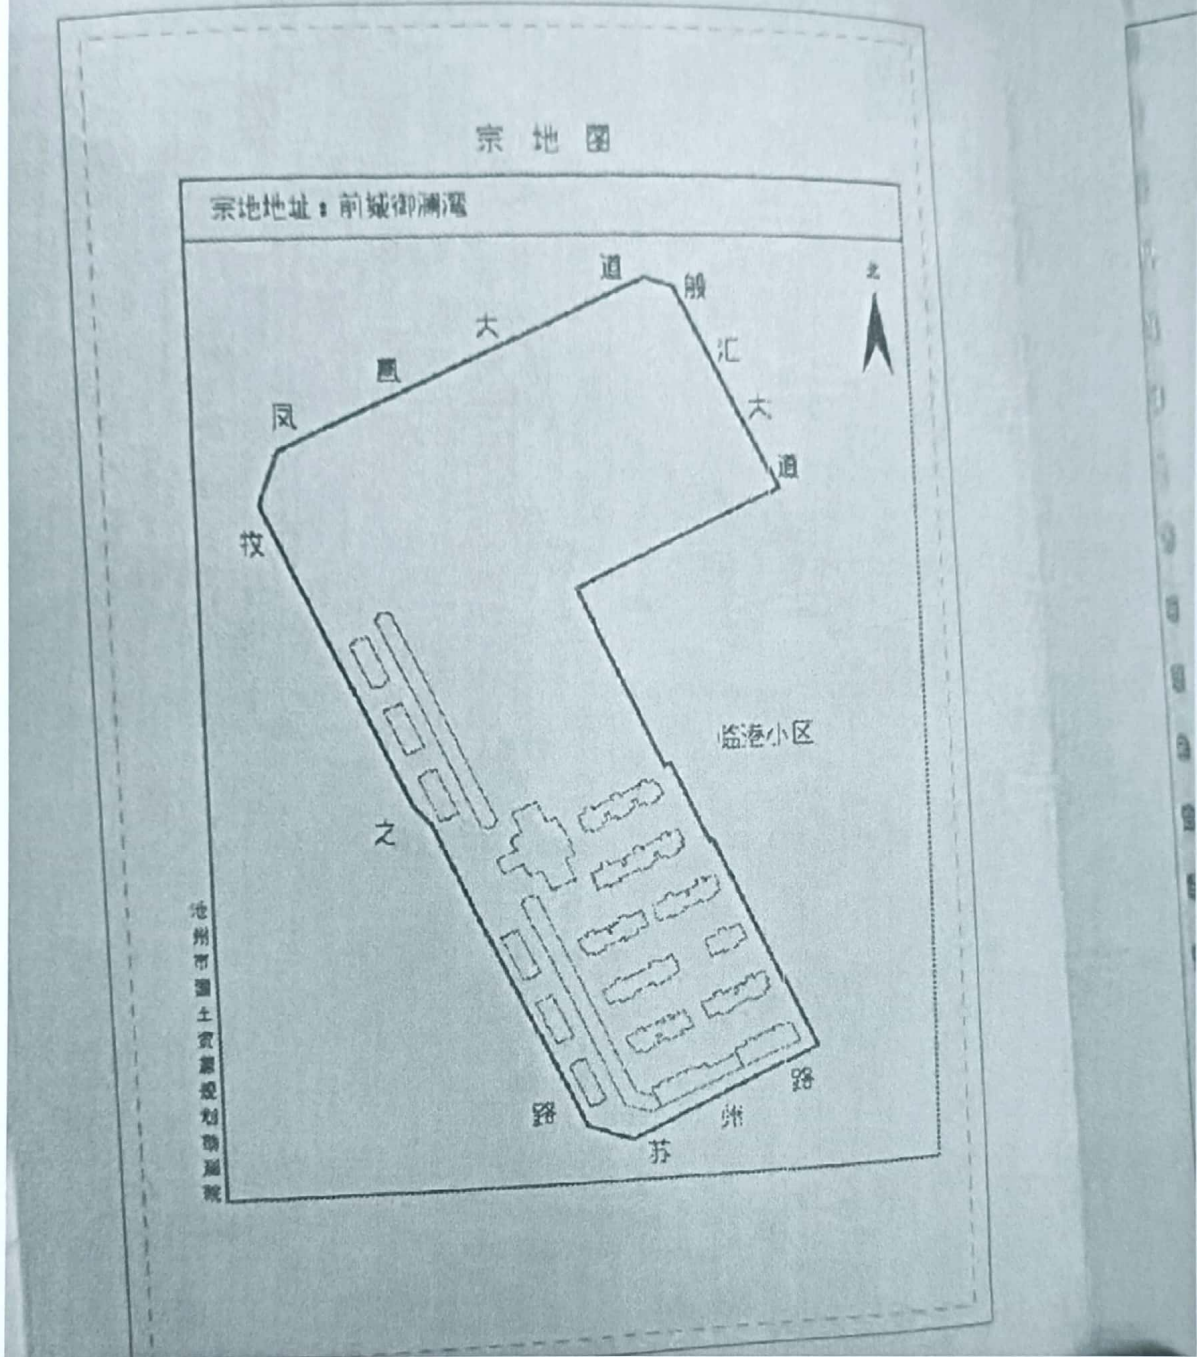 宗地图
宗地地址：前城御澜湾
北
凤凰大道
殷汇大道
牧之路
临港小区
苏州路
池州市国土资源规划勘测院